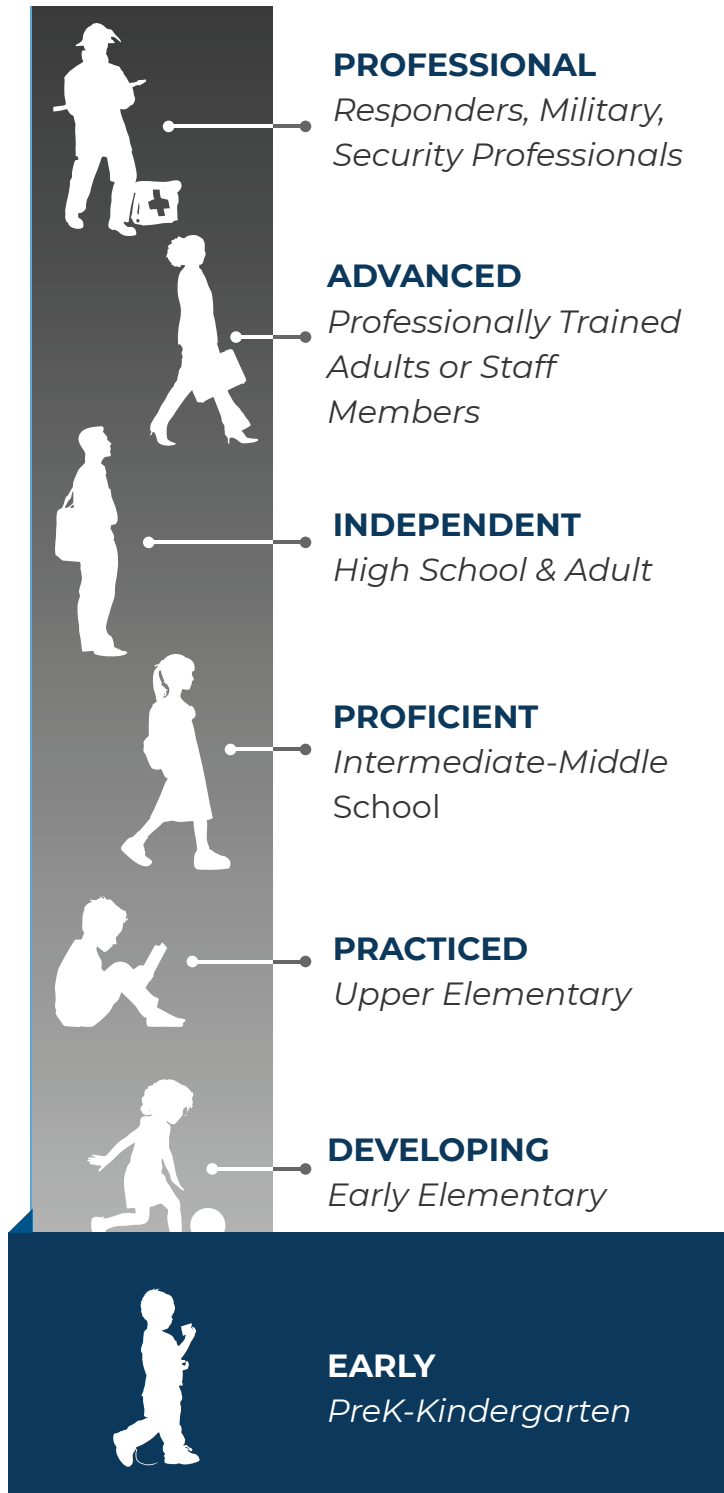 PROFESSIONAL
Responders, Military,
Security Professionals
ADVANCED
Professionally Trained
Adults or Staff
Members
INDEPENDENT
High School & Adult
PROFICIENT
Intermediate-Middle
School
PRACTICED
Upper Elementary
DEVELOPING
Early Elementary
EARLY
PreK-Kindergarten